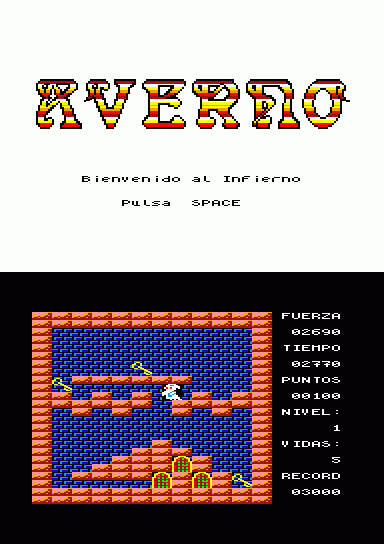 AVERNO
Bienvenido al Infierno
Pulsa SPACE
FUERZA
02690
TIEMPO
02770
PUNTOS
00100
NIVEL:
1
VIDAS:
5
RECORD
03000